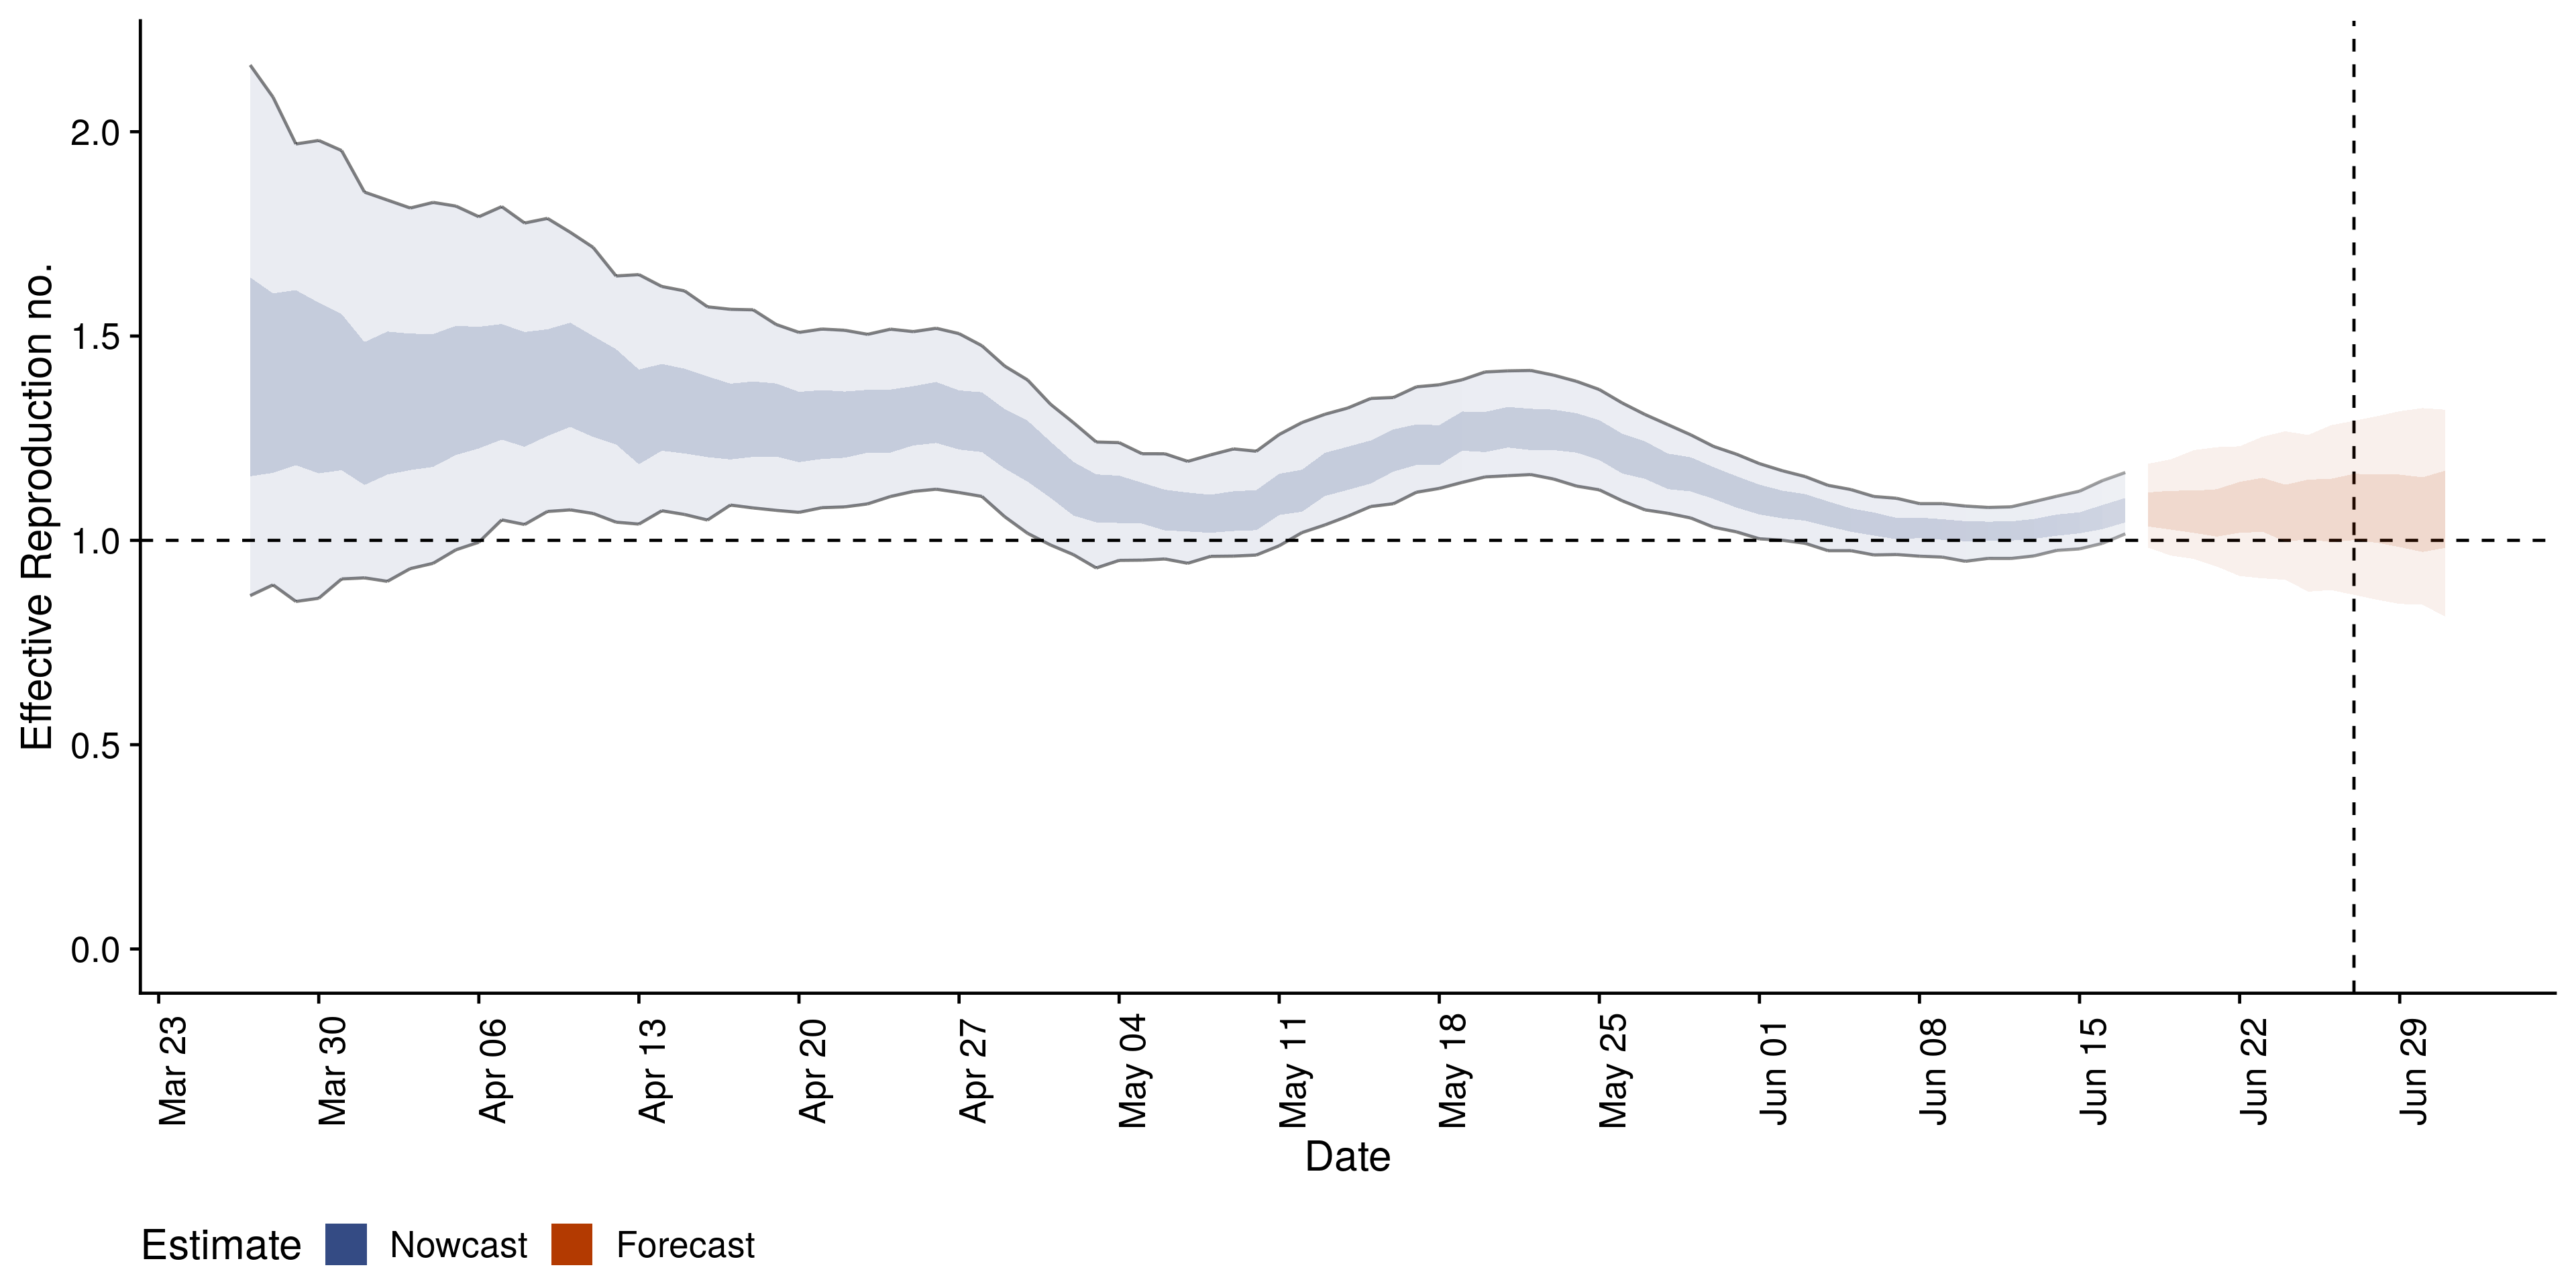 Effective Reproduction no.
2.0
1.5
1.0
0.5
0.0
Mar 23
Mar 30
Apr 06
Apr 13
Apr 20
Apr 27
May 04
May 11
May 18
May 25
Jun 01
Jun 08
Jun 15
Jun 22
Jun 29
Date
Estimate Nowcast Forecast